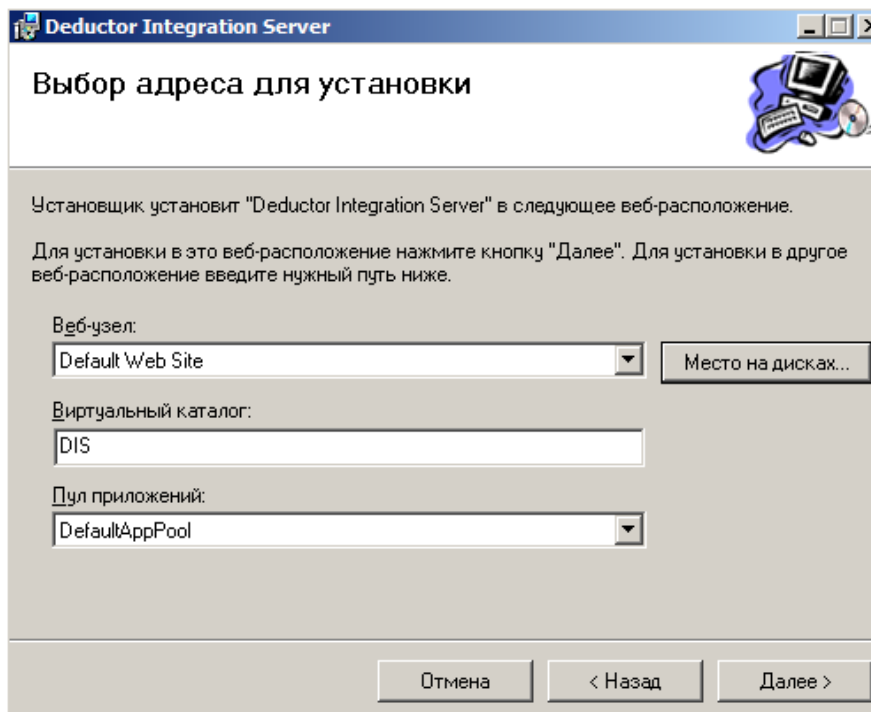 Deductor Integration Server
Выбор адреса для установки
Установщик установит "Deductor Integration Server" в следующее веб-расположение.
Для установки в это веб-расположение нажмите кнопку "Далее". Для установки в другое
веб-расположение введите нужный путь ниже.
Веб-узел:
Default Web Site
Место на дисках...
Виртуальный каталог:
DIS
Пул приложений:
DefaultAppPool
Отмена
< Назад
Далее >